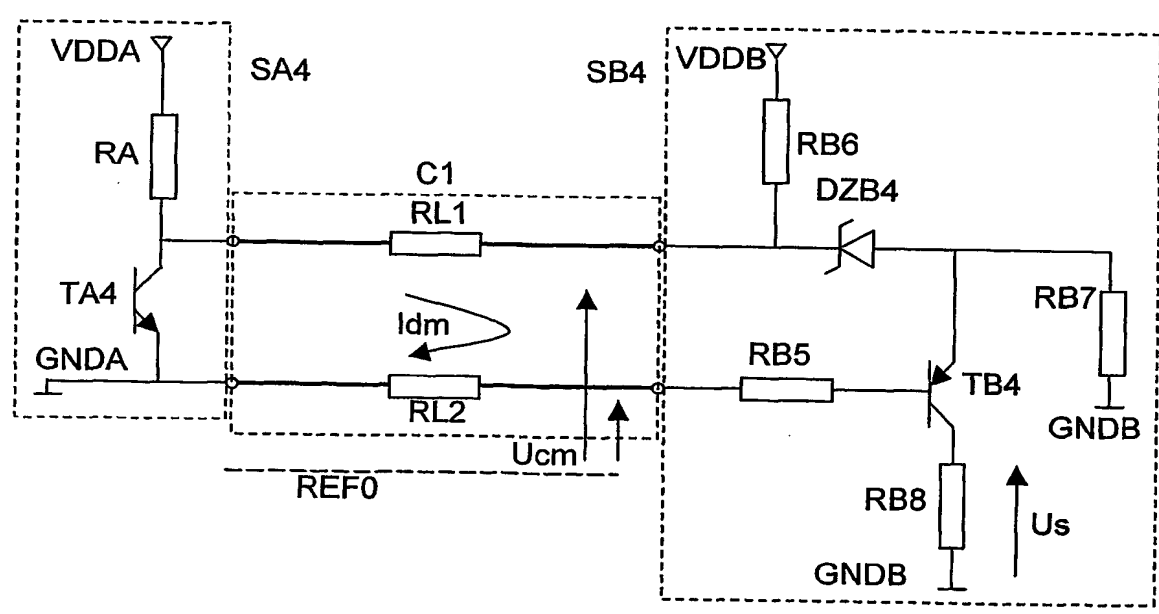 VDDA
SA4
SB4
VDDB
RA
RB6
C1
DZB4
RL1
TA4
Idm
RB7
GNDA
RB5
TB4
RL2
GNDB
Ucm
REF0
RB8
Us
GNDB